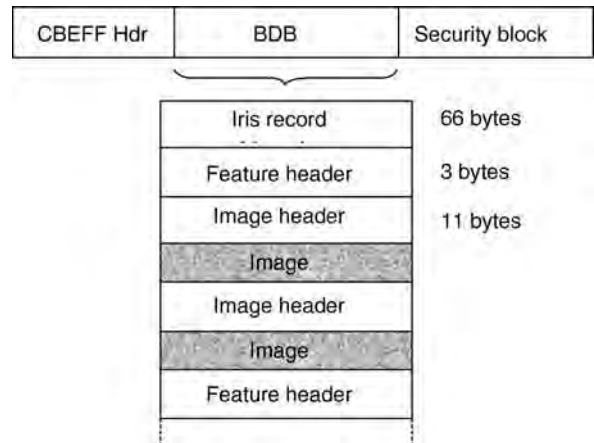 CBEFF Hdr BDB Security block
Iris record 66 bytes
Feature header 3 bytes
Image header 11 bytes
Image
Image header
Image
Feature header